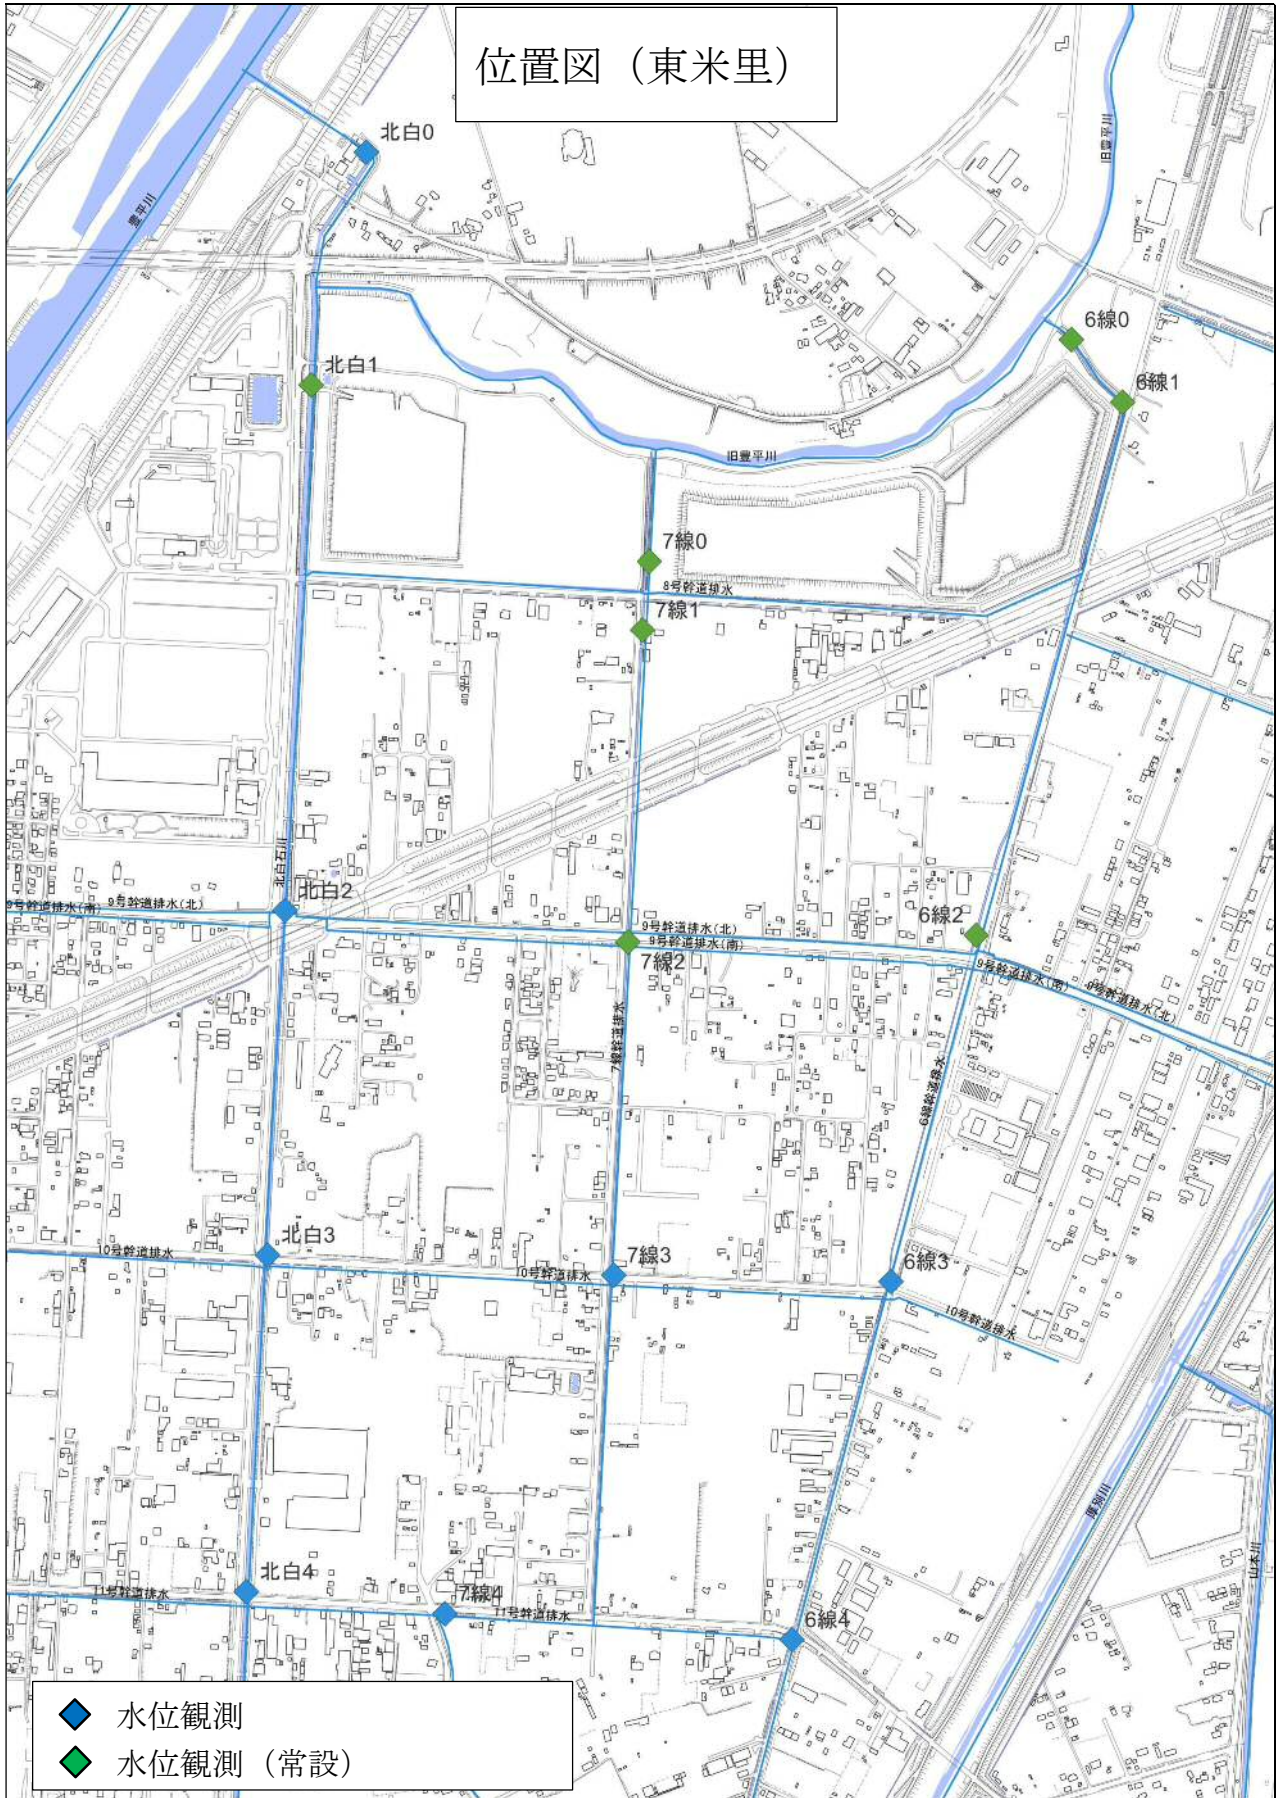 位置図（東米里）
北白0
旧豊平川
豊平川
6線0
北白1
6線1
旧豊平川
7線0
8号幹道排水
7線1
北白石川
北白2
9号幹道排水(南)
9号幹道排水(北)
6線2
9号幹道排水(北)
9号幹道排水(南)
7線2
9号幹道排水(南)
9号幹道排水(北)
7線幹道排水
6線幹道排水
北白3
10号幹道排水
7線3
10号幹道排水
6線3
10号幹道排水
厚別川
山本川
北白4
11号幹道排水
7線4
11号幹道排水
6線4
水位観測
水位観測（常設）